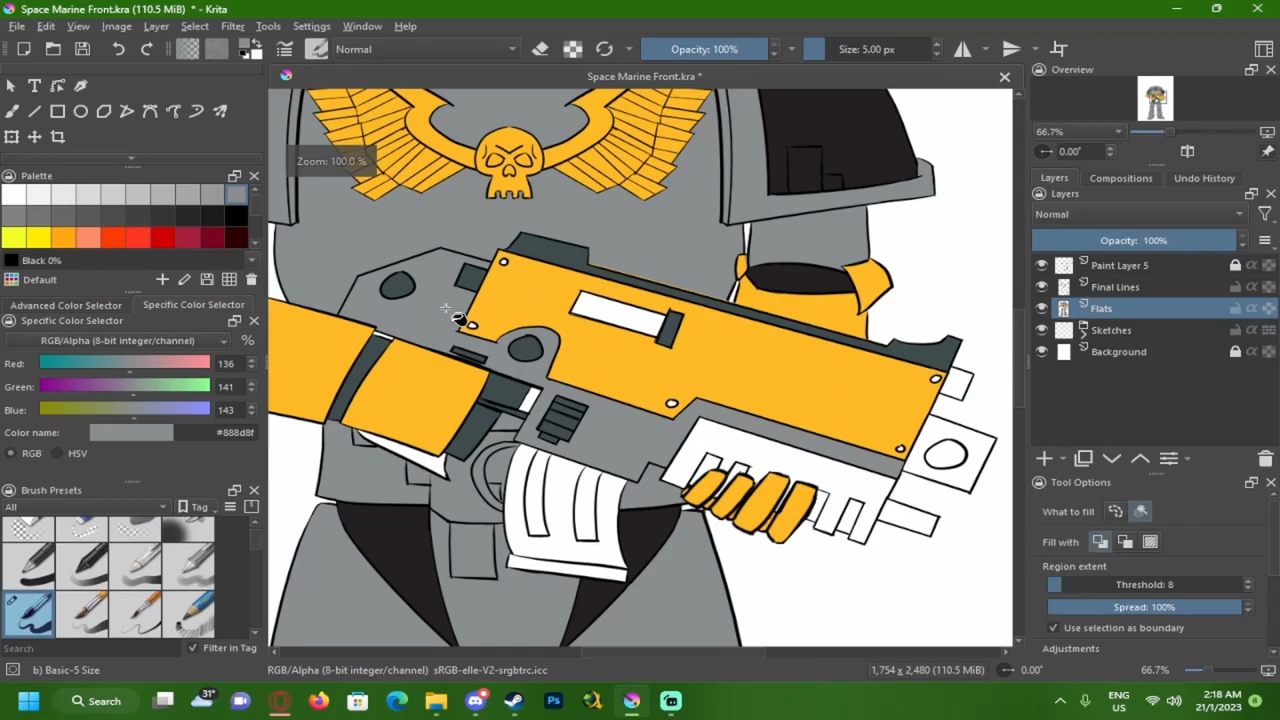 Space Marine Front.kra (110.5 MiB) * - Krita
File Edit View Image Layer Select Filter Tools Settings Window Help
Normal Opacity: 100% Size: 5.00 px
Space Marine Front.kra *
Overview
66.7%
0.00°
Zoom: 100.0 %
Palette
Black 0%
Default
Advanced Color Selector Specific Color Selector
Specific Color Selector
RGB/Alpha (8-bit integer/channel) %
Red: 136
Green: 141
Blue: 143
Color name: #888d8f
RGB HSV
Brush Presets
All Tag
Search Filter in Tag
Layers Compositions Undo History
Layers
Normal
Opacity: 100%
Paint Layer 5
Final Lines
Flats
Sketches
Background
Tool Options
What to fill
Fill with
Region extent
Threshold: 8
Spread: 100%
Use selection as boundary
Adjustments
b) Basic-5 Size RGB/Alpha (8-bit integer/channel) sRGB-elle-V2-srgbtrc.icc 1,754 x 2,480 (110.5 MiB) 0.00° 66.7%
Search 31° Ps ENG US 2:18 AM 21/1/2023 8